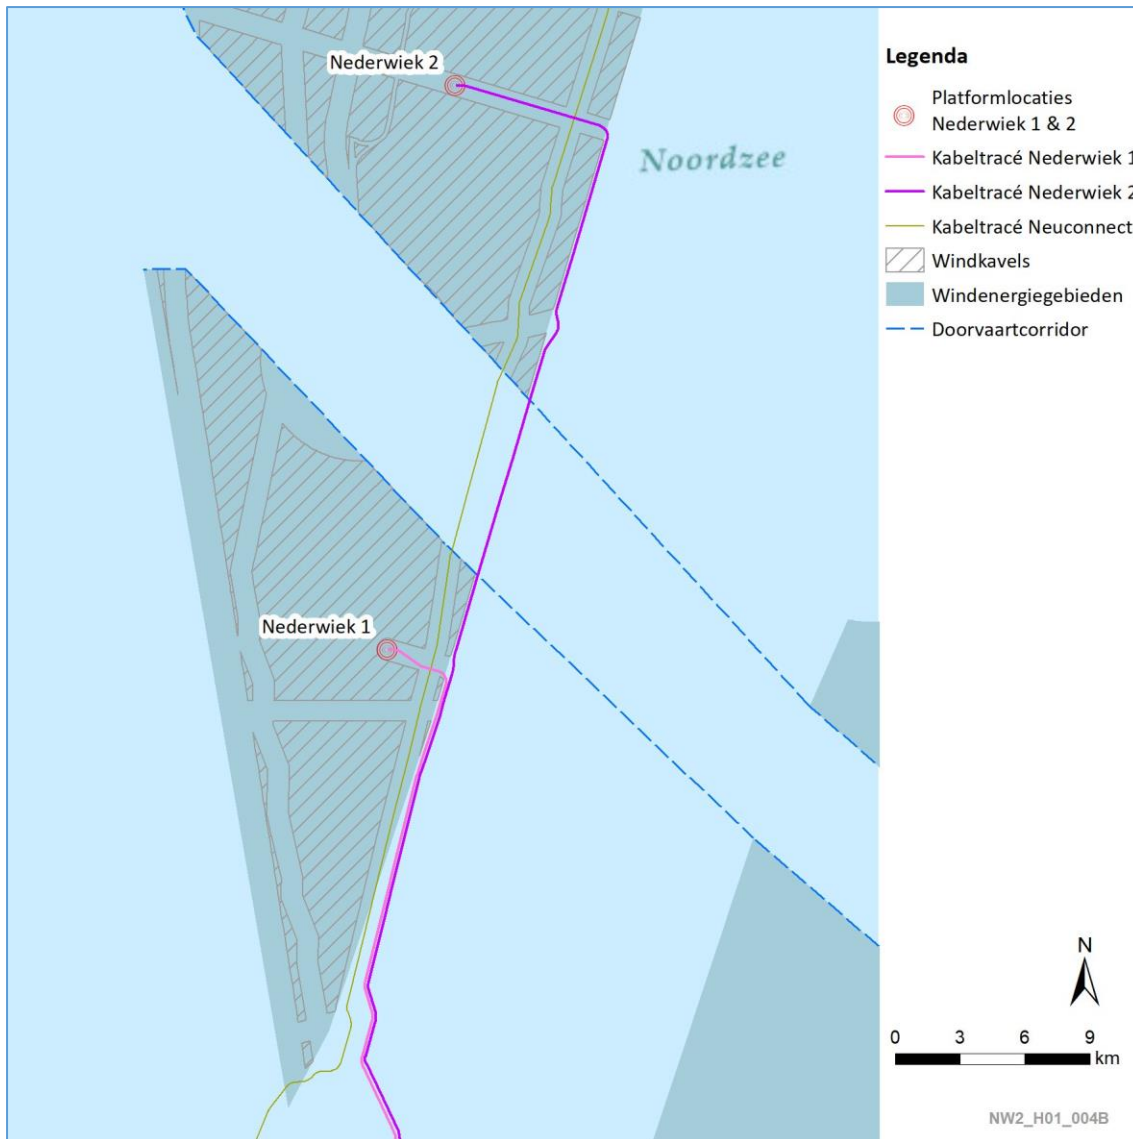 Nederwiek 2
Noordzee
Nederwiek 1
Legenda
Platformlocaties
Nederwiek 1 & 2
Kabeltracé Nederwiek 1
Kabeltracé Nederwiek 2
Kabeltracé Neuconnect
Windkavels
Windenergiegebieden
Doorvaartcorridor
N
0 3 6 9
km
NW2_H01_004B